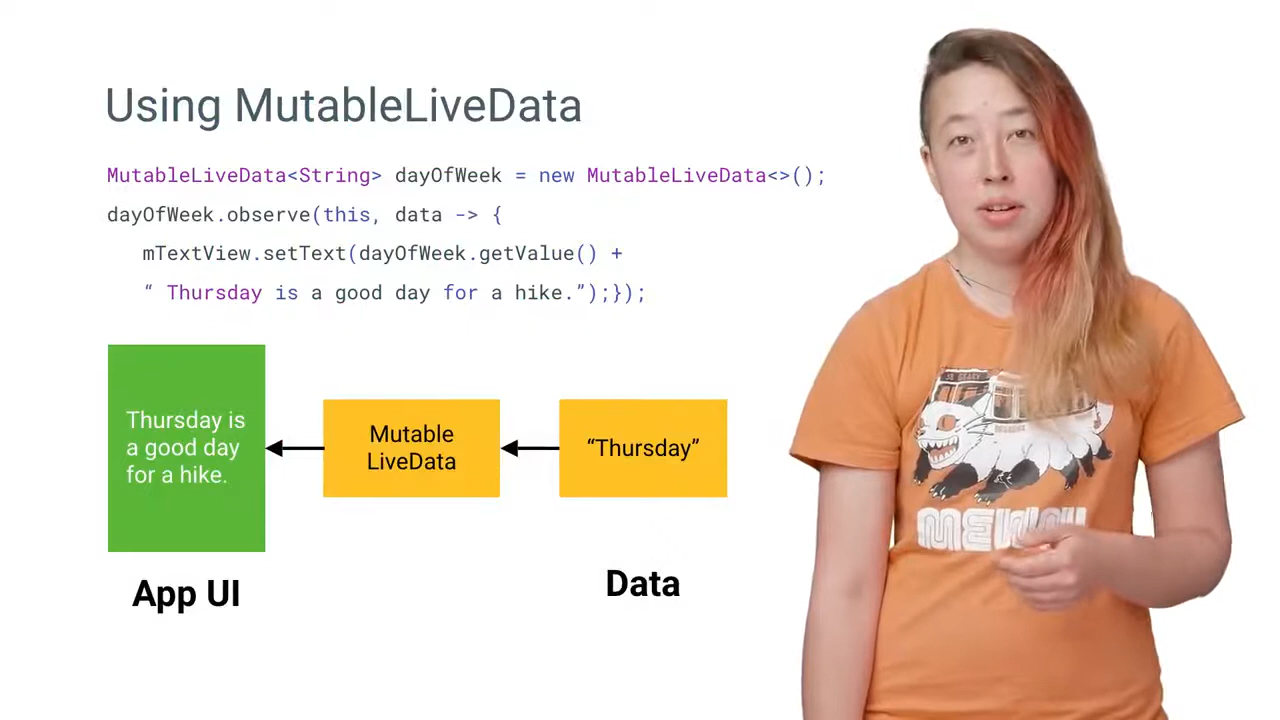 Using MutableLiveData
MutableLiveData<String> dayOfWeek = new MutableLiveData<>();
dayOfWeek.observe(this, data -> {
mTextView.setText(dayOfWeek.getValue() +
“ Thursday is a good day for a hike.”);});
Thursday is
a good day
for a hike.
Mutable
LiveData
“Thursday”
App UI
Data